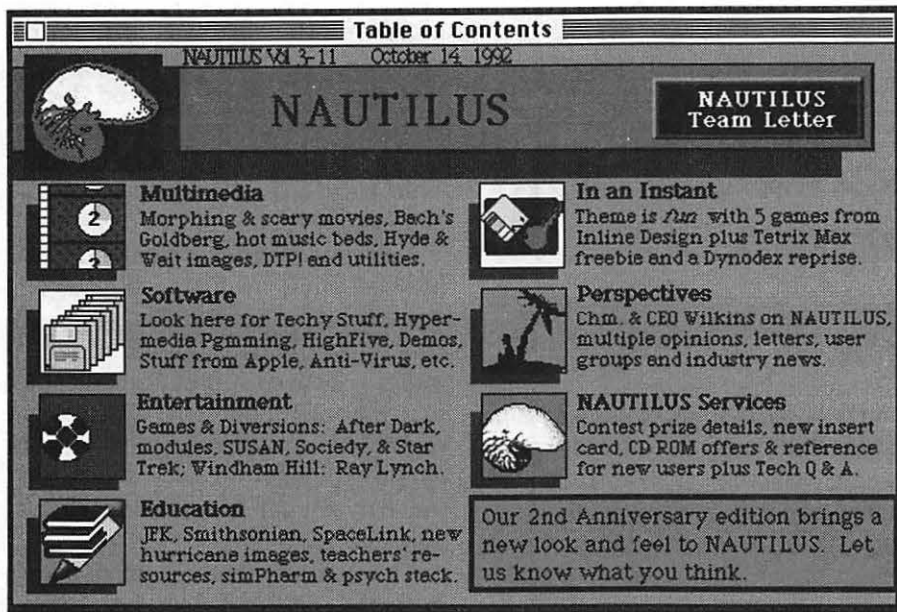 Table of Contents
NAUTILUS Vol 3-11 October 14, 1992
NAUTILUS
NAUTILUS
Team Letter
Multimedia
Morphing & scary movies, Bach's
Goldberg, hot music beds, Hyde &
Wait images, DTP! and utilities.
Software
Look here for Techy Stuff, Hyper-
media Pgmming, HighFive, Demos,
Stuff from Apple, Anti-Virus, etc.
Entertainment
Games & Diversions: After Dark,
modules, SUSAN, Sociedy, & Star
Trek; Windham Hill: Ray Lynch.
Education
JFK, Smithsonian, SpaceLink, new
hurricane images, teachers' re-
sources, simPharm & psych stack.
In an Instant
Theme is fun with 5 games from
Inline Design plus Tetrix Max
freebie and a Dynodex reprise.
Perspectives
Chm. & CEO Wilkins on NAUTILUS,
multiple opinions, letters, user
groups and industry news.
NAUTILUS Services
Contest prize details, new insert
card, CD ROM offers & reference
for new users plus Tech Q & A.
Our 2nd Anniversary edition brings a
new look and feel to NAUTILUS. Let
us know what you think.
2
3